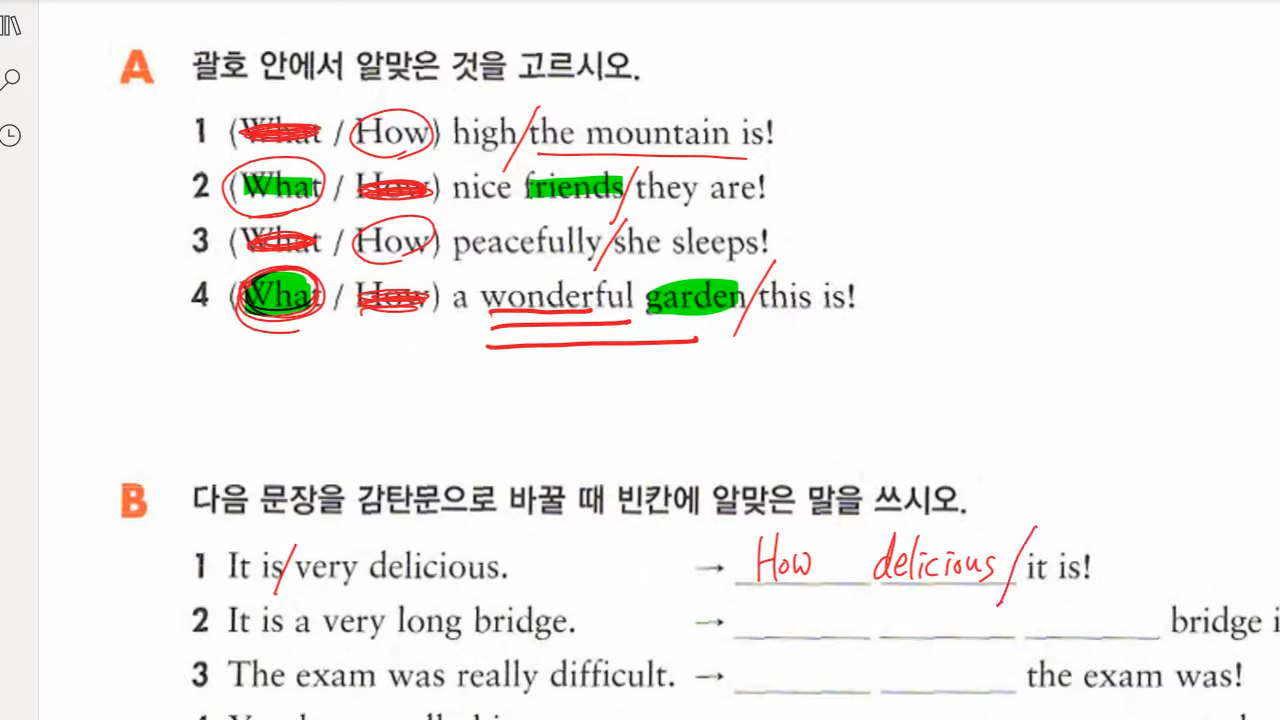 A 괄호 안에서 알맞은 것을 고르시오.
1 (What / How) high / the mountain is!
2 (What / How) nice friends / they are!
3 (What / How) peacefully / she sleeps!
4 (What / How) a wonderful garden / this is!
B 다음 문장을 감탄문으로 바꿀 때 빈칸에 알맞은 말을 쓰시오.
1 It is / very delicious. → How delicious / it is!
2 It is a very long bridge. → bridge i
3 The exam was really difficult. → the exam was!